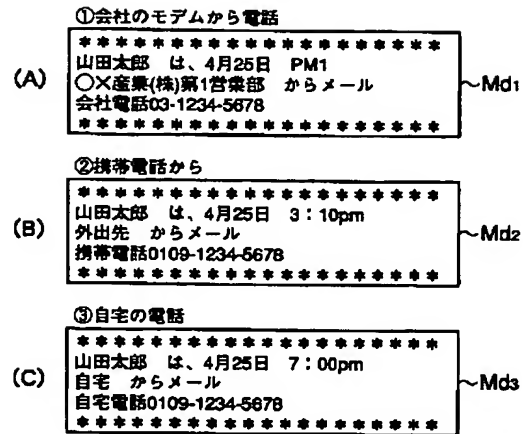 ①会社のモデムから電話
* * * * * * * * * * * * * * * * * * *
(A)
山田太郎 は、4月25日 PM1
○×産業(株)第1営業部 からメール
会社電話03-1234-5678
* * * * * * * * * * * * * * * * * * *
~Md1
②携帯電話から
* * * * * * * * * * * * * * * * * * *
(B)
山田太郎 は、4月25日 3:10pm
外出先 からメール
携帯電話0109-1234-5678
* * * * * * * * * * * * * * * * * * *
~Md2
③自宅の電話
* * * * * * * * * * * * * * * * * * *
(C)
山田太郎 は、4月25日 7:00pm
自宅 からメール
自宅電話0109-1234-5678
* * * * * * * * * * * * * * * * * * *
~Md3